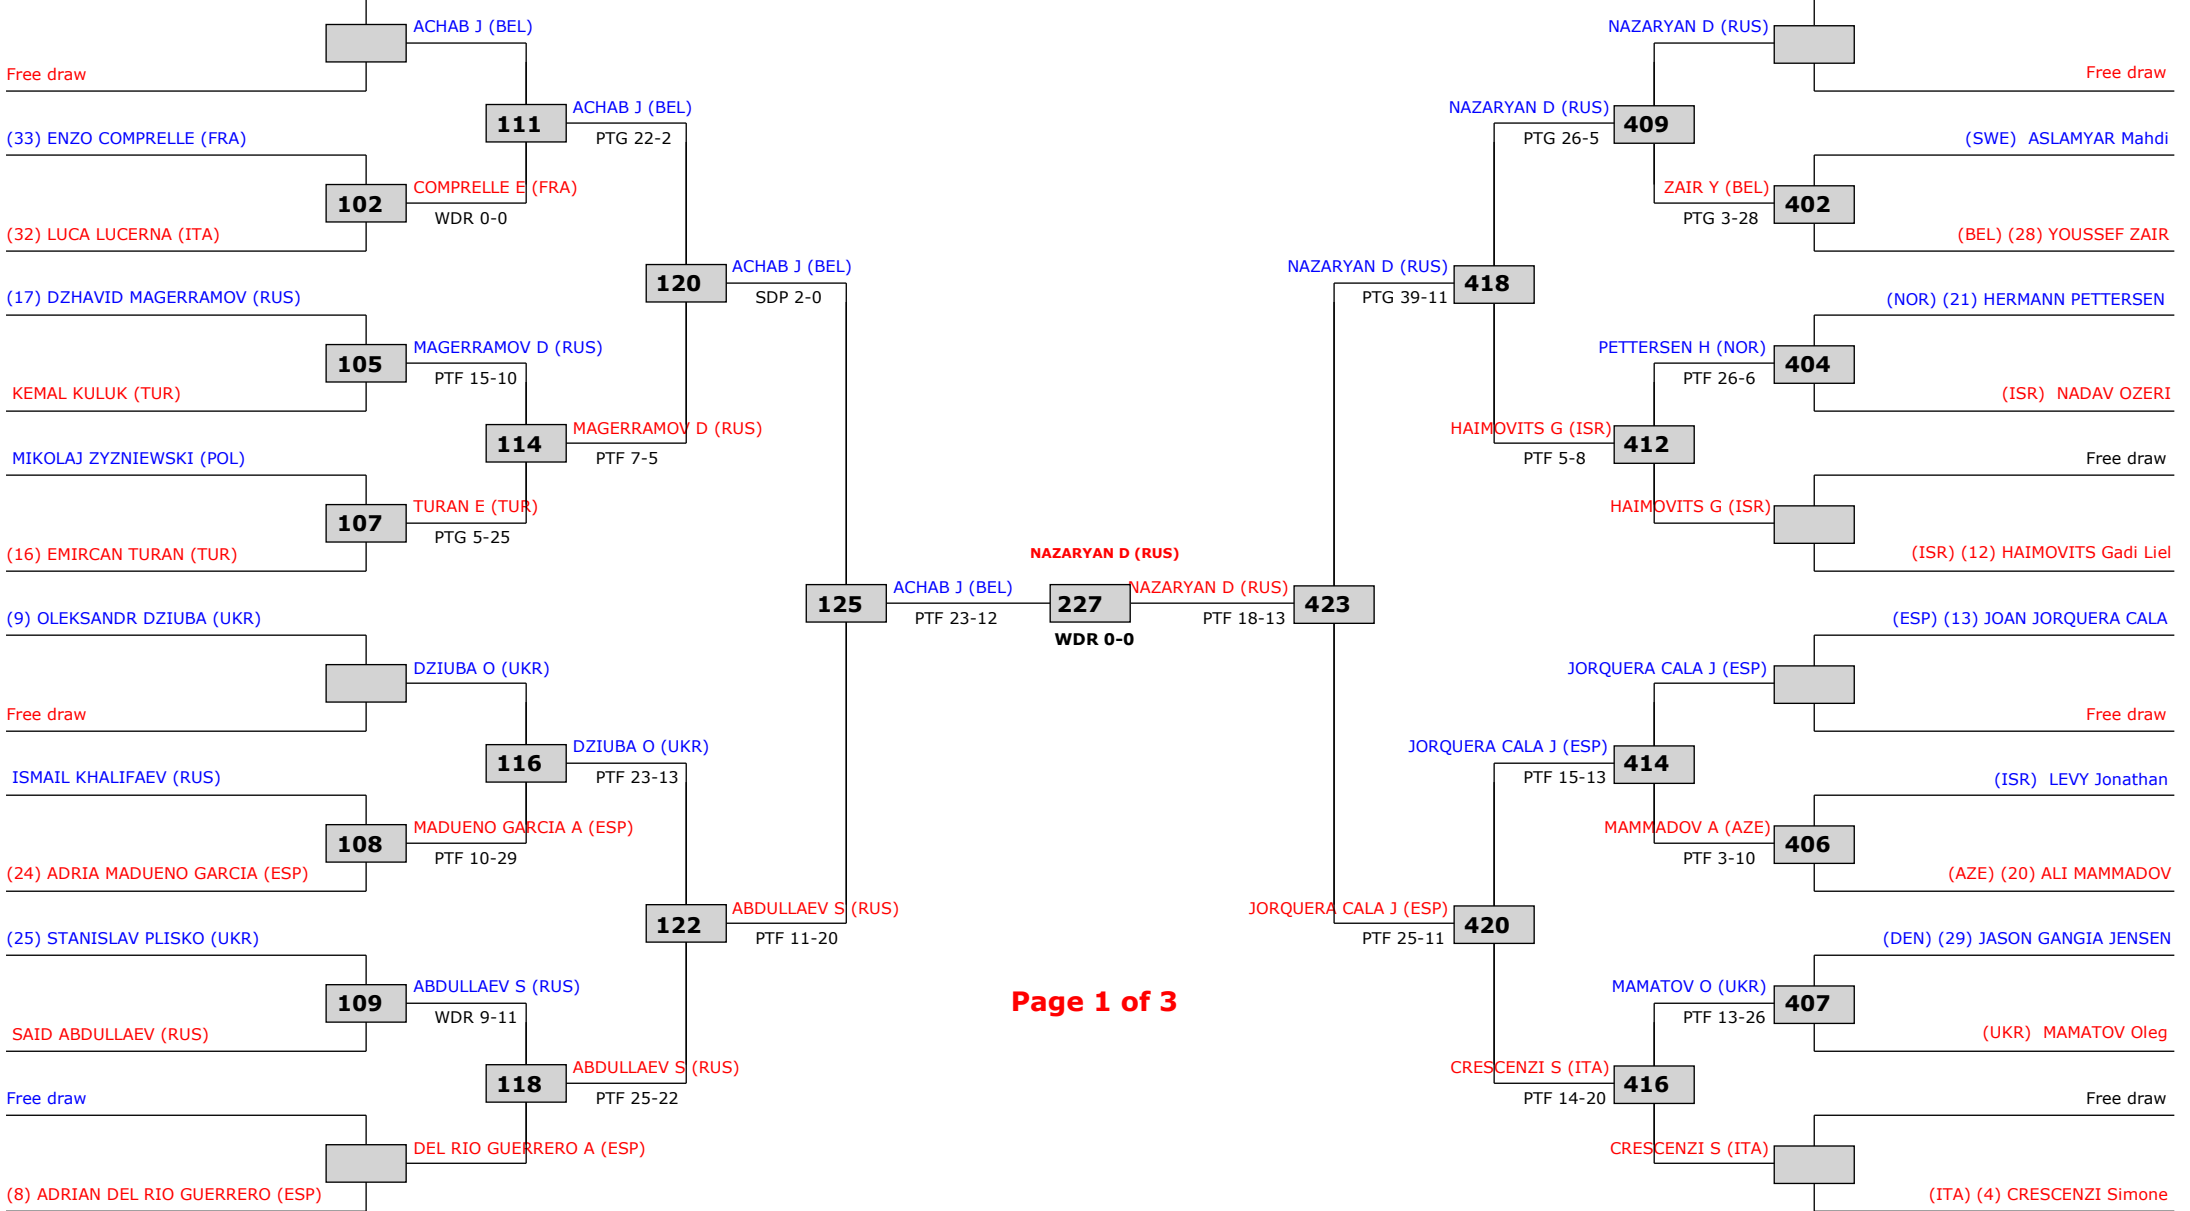 ACHAB J (BEL)
Free draw
111
ACHAB J (BEL)
PTG 22-2
(33) ENZO COMPRELLE (FRA)
102
COMPRELLE E (FRA)
WDR 0-0
(32) LUCA LUCERNA (ITA)
120
ACHAB J (BEL)
SDP 2-0
(17) DZHAVID MAGERRAMOV (RUS)
105
MAGERRAMOV D (RUS)
PTF 15-10
KEMAL KULUK (TUR)
114
MAGERRAMOV D (RUS)
PTF 7-5
MIKOLAJ ZYZNIEWSKI (POL)
107
TURAN E (TUR)
PTG 5-25
(16) EMIRCAN TURAN (TUR)
125
ACHAB J (BEL)
PTF 23-12
(9) OLEKSANDR DZIUBA (UKR)
DZIUBA O (UKR)
Free draw
116
DZIUBA O (UKR)
PTF 23-13
ISMAIL KHALIFAEV (RUS)
108
MADUENO GARCIA A (ESP)
PTF 10-29
(24) ADRIA MADUENO GARCIA (ESP)
122
ABDULLAEV S (RUS)
PTF 11-20
(25) STANISLAV PLISKO (UKR)
109
ABDULLAEV S (RUS)
WDR 9-11
SAID ABDULLAEV (RUS)
118
ABDULLAEV S (RUS)
PTF 25-22
Free draw
DEL RIO GUERRERO A (ESP)
(8) ADRIAN DEL RIO GUERRERO (ESP)
NAZARYAN D (RUS)
227
WDR 0-0
Page 1 of 3
NAZARYAN D (RUS)
PTF 18-13
423
NAZARYAN D (RUS)
Free draw
NAZARYAN D (RUS)
PTG 26-5
409
(SWE) ASLAMYAR Mahdi
ZAIR Y (BEL)
PTG 3-28
402
(BEL) (28) YOUSSEF ZAIR
NAZARYAN D (RUS)
PTG 39-11
418
(NOR) (21) HERMANN PETTERSEN
PETTERSEN H (NOR)
PTF 26-6
404
(ISR) NADAV OZERI
HAIMOVITS G (ISR)
PTF 5-8
412
Free draw
HAIMOVITS G (ISR)
(ISR) (12) HAIMOVITS Gadi Liel
(ESP) (13) JOAN JORQUERA CALA
JORQUERA CALA J (ESP)
Free draw
JORQUERA CALA J (ESP)
PTF 15-13
414
(ISR) LEVY Jonathan
MAMMADOV A (AZE)
PTF 3-10
406
(AZE) (20) ALI MAMMADOV
JORQUERA CALA J (ESP)
PTF 25-11
420
(DEN) (29) JASON GANGIA JENSEN
MAMATOV O (UKR)
PTF 13-26
407
(UKR) MAMATOV Oleg
CRESCENZI S (ITA)
PTF 14-20
416
Free draw
CRESCENZI S (ITA)
(ITA) (4) CRESCENZI Simone